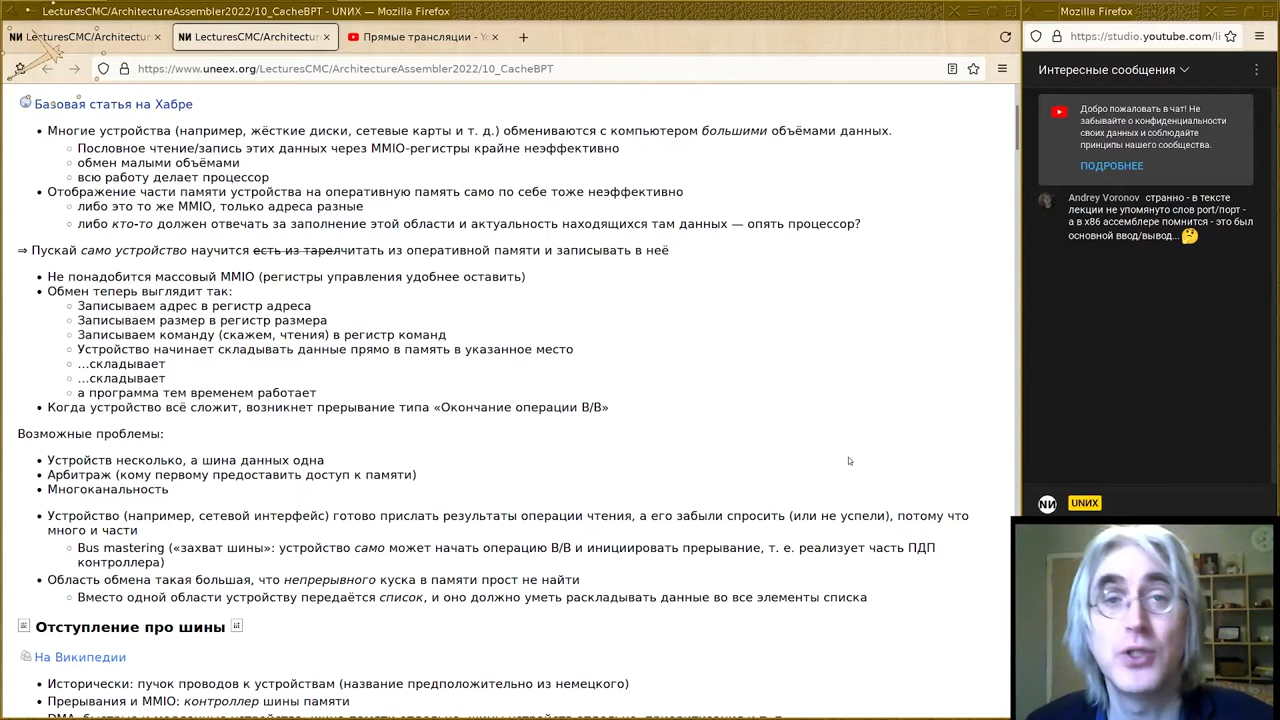 LecturesCMC/ArchitectureAssembler2022/10_CacheBPT — UNИX — Mozilla Firefox
Mozilla Firefox
LecturesCMC/Architectur
LecturesCMC/Architectur
Прямые трансляции - Yo
https://www.uneex.org/LecturesCMC/ArchitectureAssembler2022/10_CacheBPT
https://studio.youtube.com/li
Базовая статья на Хабре
• Многие устройства (например, жёсткие диски, сетевые карты и т. д.) обмениваются с компьютером большими объёмами данных.
◦ Пословное чтение/запись этих данных через MMIO-регистры крайне неэффективно
◦ обмен малыми объёмами
◦ всю работу делает процессор
• Отображение части памяти устройства на оперативную память само по себе тоже неэффективно
◦ либо это то же MMIO, только адреса разные
◦ либо кто-то должен отвечать за заполнение этой области и актуальность находящихся там данных — опять процессор?
⇒ Пускай само устройство научится есть из тарелчитать из оперативной памяти и записывать в неё
• Не понадобится массовый MMIO (регистры управления удобнее оставить)
• Обмен теперь выглядит так:
◦ Записываем адрес в регистр адреса
◦ Записываем размер в регистр размера
◦ Записываем команду (скажем, чтения) в регистр команд
◦ Устройство начинает складывать данные прямо в память в указанное место
◦ …складывает
◦ …складывает
◦ а программа тем временем работает
• Когда устройство всё сложит, возникнет прерывание типа «Окончание операции В/В»
Возможные проблемы:
• Устройств несколько, а шина данных одна
• Арбитраж (кому первому предоставить доступ к памяти)
• Многоканальность
• Устройство (например, сетевой интерфейс) готово прислать результаты операции чтения, а его забыли спросить (или не успели), потому что
много и части
◦ Bus mastering («захват шины»: устройство само может начать операцию В/В и инициировать прерывание, т. е. реализует часть ПДП
контроллера)
• Область обмена такая большая, что непрерывного куска в памяти прост не найти
◦ Вместо одной области устройству передаётся список, и оно должно уметь раскладывать данные во все элементы списка
Отступление про шины
На Википедии
• Исторически: пучок проводов к устройствам (название предположительно из немецкого)
• Прерывания и MMIO: контроллер шины памяти
Интересные сообщения
Добро пожаловать в чат! Не
забывайте о конфиденциальности
своих данных и соблюдайте
принципы нашего сообщества.
ПОДРОБНЕЕ
Andrey Voronov странно - в тексте
лекции не упомянуто слов port/порт -
а в x86 ассемблере помнится - это был
основной ввод/вывод... 🤔
NИ UNИX